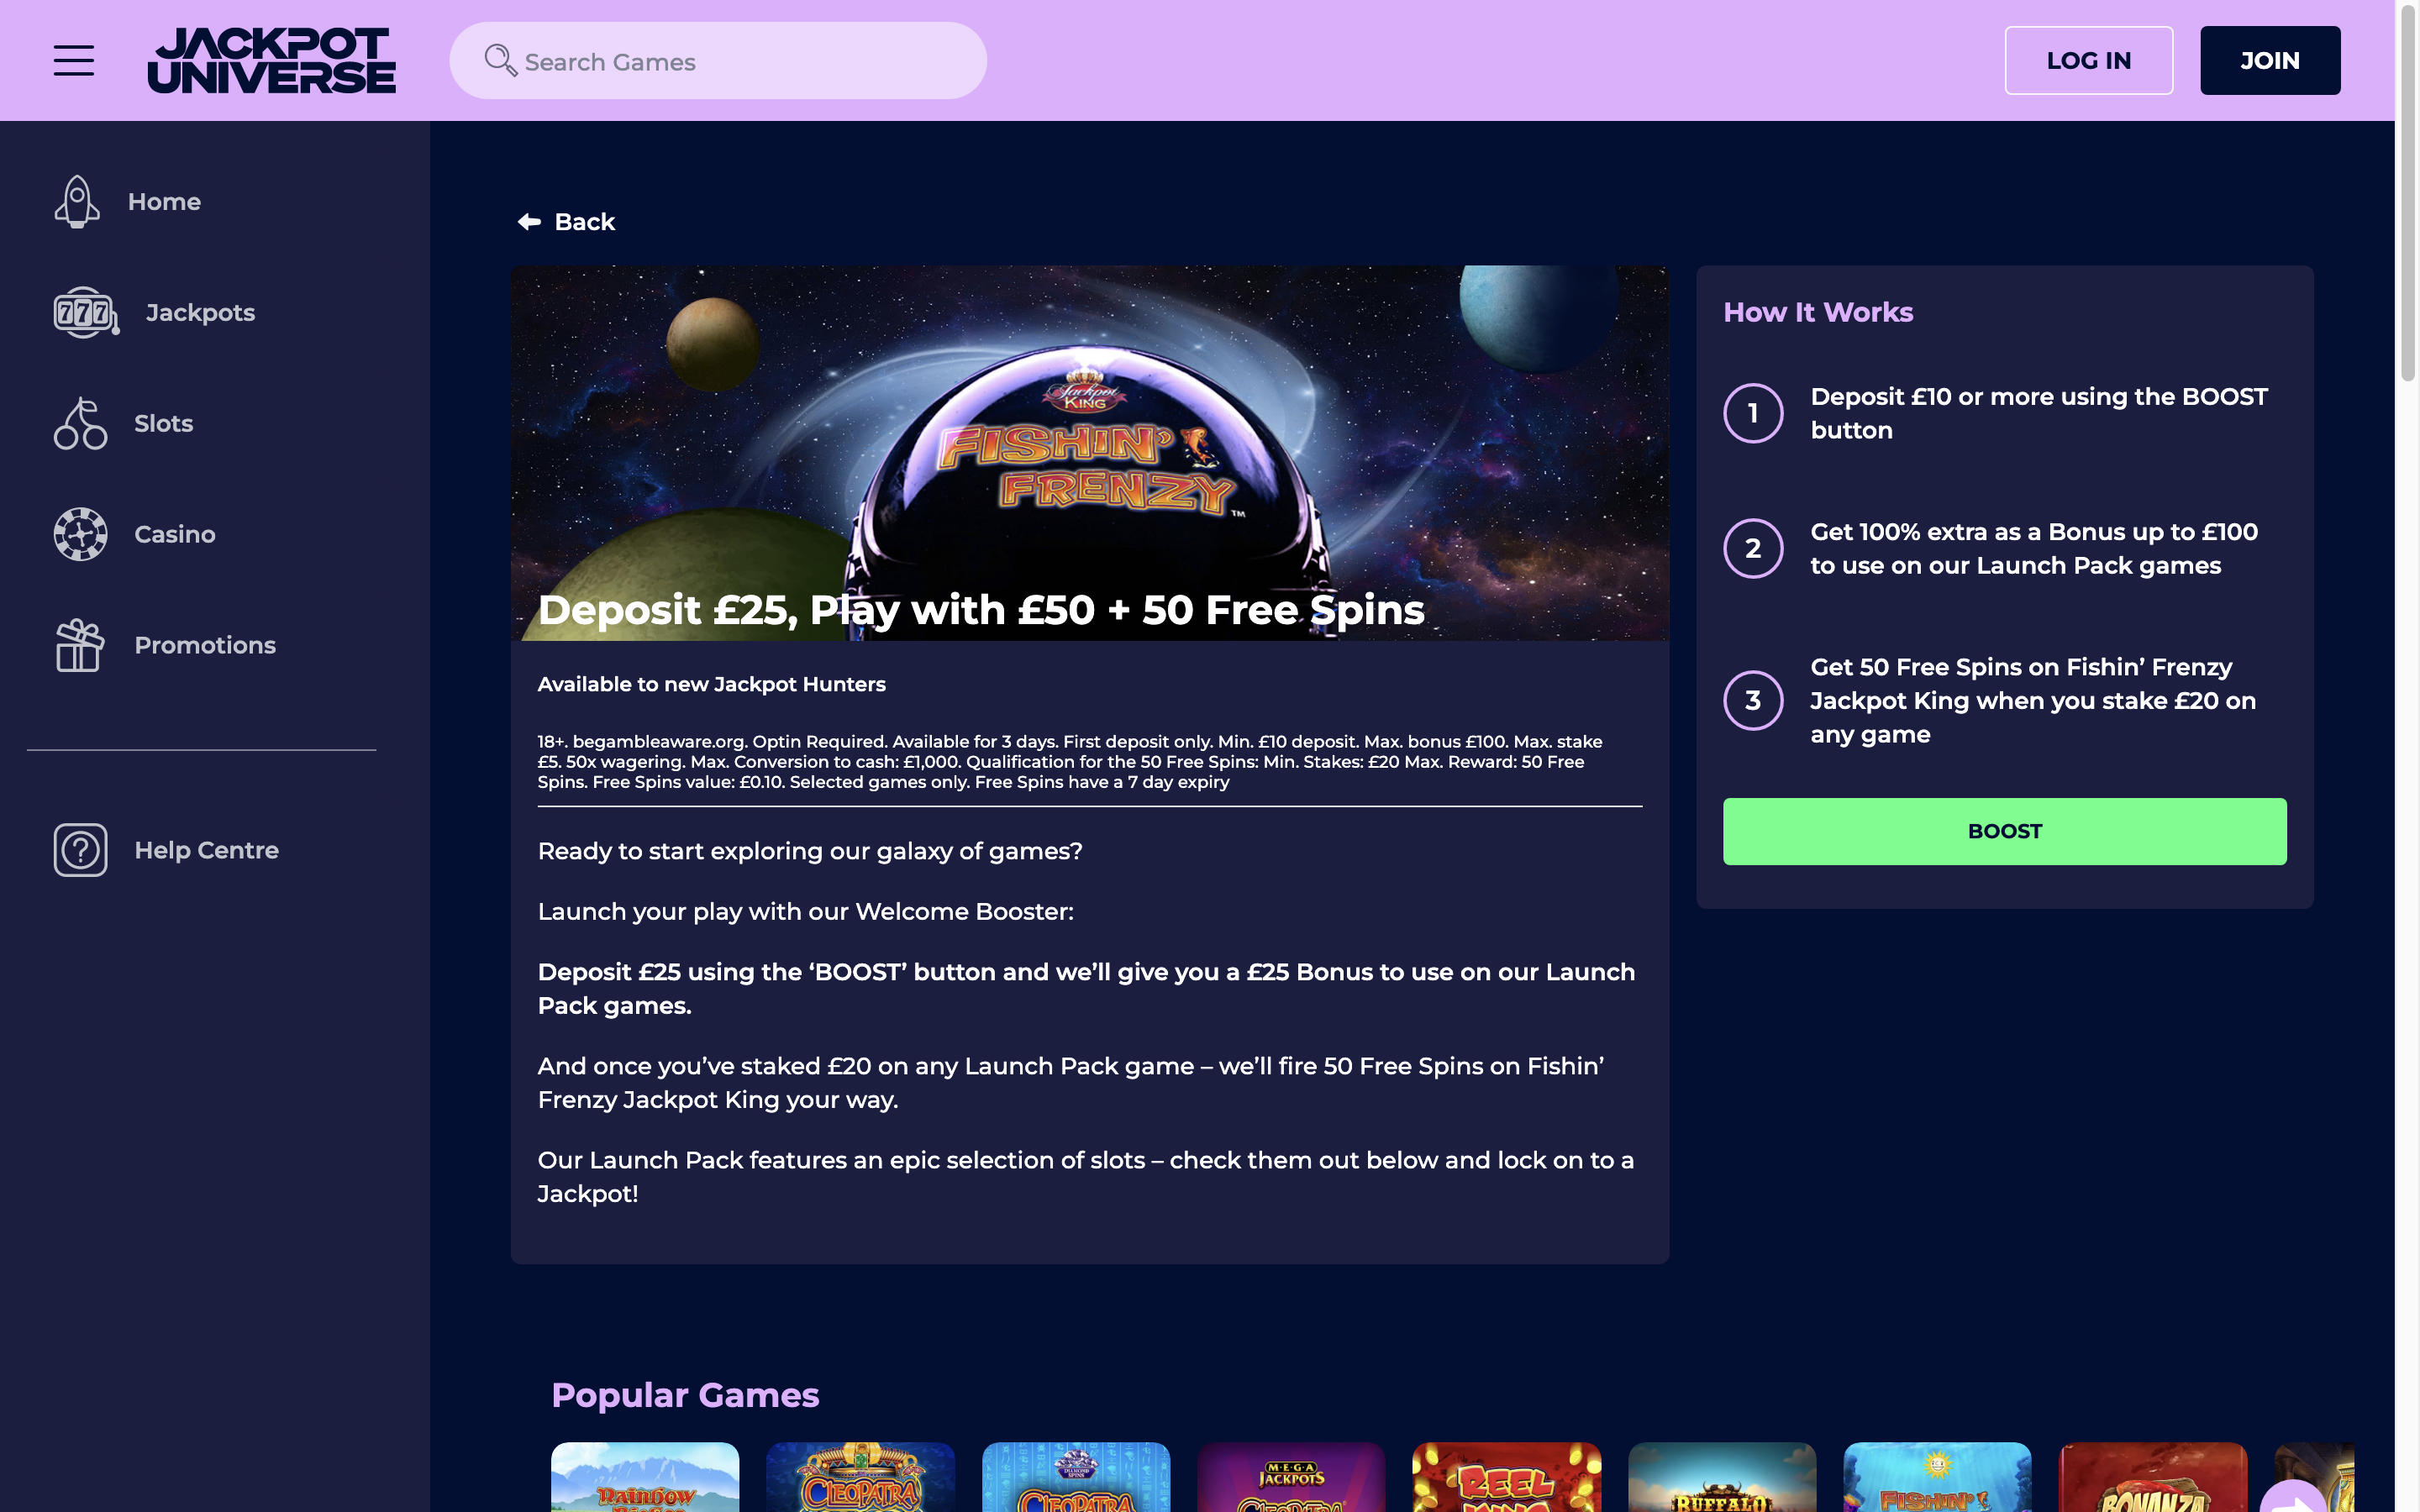 JACKPOT
UNIVERSE
Search Games
LOG IN
JOIN
Home
Jackpots
Slots
Casino
Promotions
Help Centre
Back
Jackpot
KING
FISHIN'
FRENZY™
Deposit £25, Play with £50 + 50 Free Spins
Available to new Jackpot Hunters
18+. begambleaware.org. Optin Required. Available for 3 days. First deposit only. Min. £10 deposit. Max. bonus £100. Max. stake
£5. 50x wagering. Max. Conversion to cash: £1,000. Qualification for the 50 Free Spins: Min. Stakes: £20 Max. Reward: 50 Free
Spins. Free Spins value: £0.10. Selected games only. Free Spins have a 7 day expiry
Ready to start exploring our galaxy of games?
Launch your play with our Welcome Booster:
Deposit £25 using the ‘BOOST’ button and we’ll give you a £25 Bonus to use on our Launch
Pack games.
And once you’ve staked £20 on any Launch Pack game – we’ll fire 50 Free Spins on Fishin’
Frenzy Jackpot King your way.
Our Launch Pack features an epic selection of slots – check them out below and lock on to a
Jackpot!
How It Works
1
Deposit £10 or more using the BOOST
button
2
Get 100% extra as a Bonus up to £100
to use on our Launch Pack games
3
Get 50 Free Spins on Fishin’ Frenzy
Jackpot King when you stake £20 on
any game
BOOST
Popular Games
Rainbow
CLEOPATRA
DIAMOND
SPINS
CLEOPATRA
MEGA
JACKPOTS
CLEOPATRA
REEL
KING
BUFFALO
FISHIN'
BONANZA